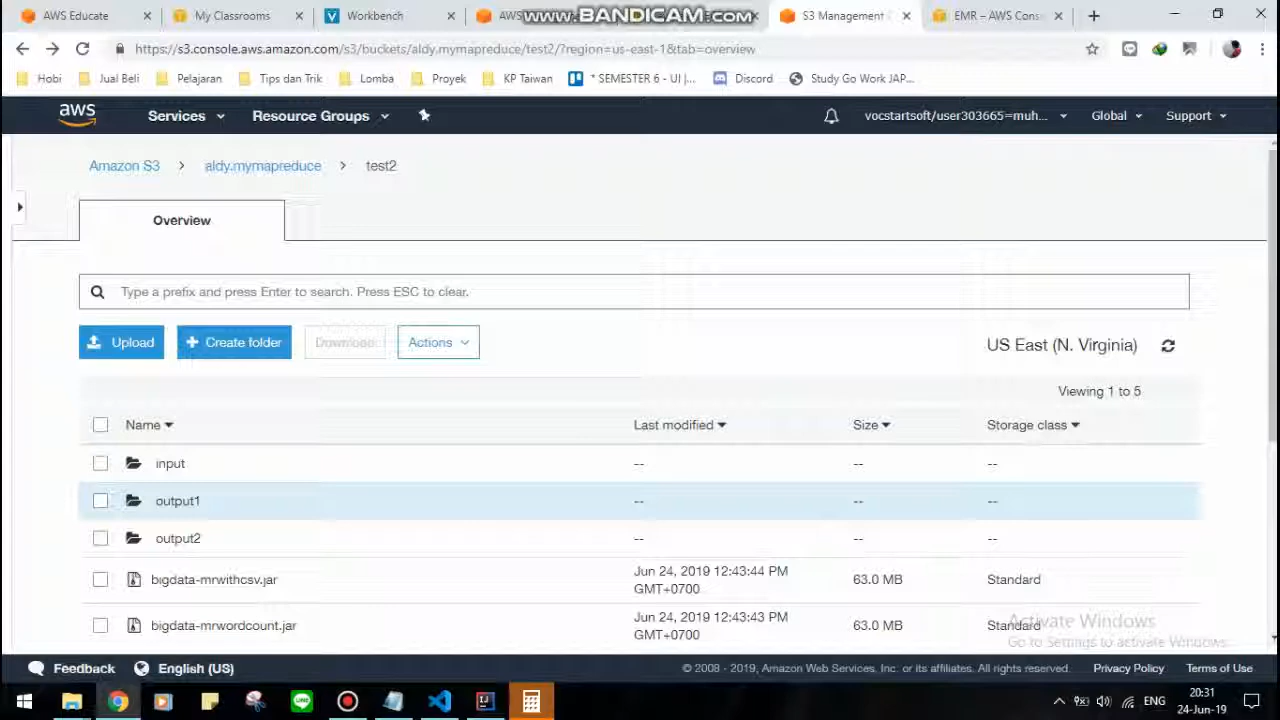 AWS Educate
My Classrooms
Workbench
AWS
www.BANDICAM.com
S3 Management
EMR – AWS Cons
https://s3.console.aws.amazon.com/s3/buckets/aldy.mymapreduce/test2/?region=us-east-1&tab=overview
Hobi
Jual Beli
Pelajaran
Tips dan Trik
Lomba
Proyek
KP Taiwan
* SEMESTER 6 - UI |...
Discord
Study Go Work JAP...
aws
Services
Resource Groups
vocstartsoft/user303665=muh...
Global
Support
Amazon S3 > aldy.mymapreduce > test2
Overview
Type a prefix and press Enter to search. Press ESC to clear.
Upload
Create folder
Download
Actions
US East (N. Virginia)
Viewing 1 to 5
Name Last modified Size Storage class
input -- -- --
output1 -- -- --
output2 -- -- --
bigdata-mrwithcsv.jar Jun 24, 2019 12:43:44 PM GMT+0700 63.0 MB Standard
bigdata-mrwordcount.jar Jun 24, 2019 12:43:43 PM GMT+0700 63.0 MB Standard
Activate Windows
Go to Settings to activate Windows.
Feedback
English (US)
© 2008 - 2019, Amazon Web Services, Inc. or its affiliates. All rights reserved.
Privacy Policy
Terms of Use
LINE
IJ
ENG
20:31
24-Jun-19